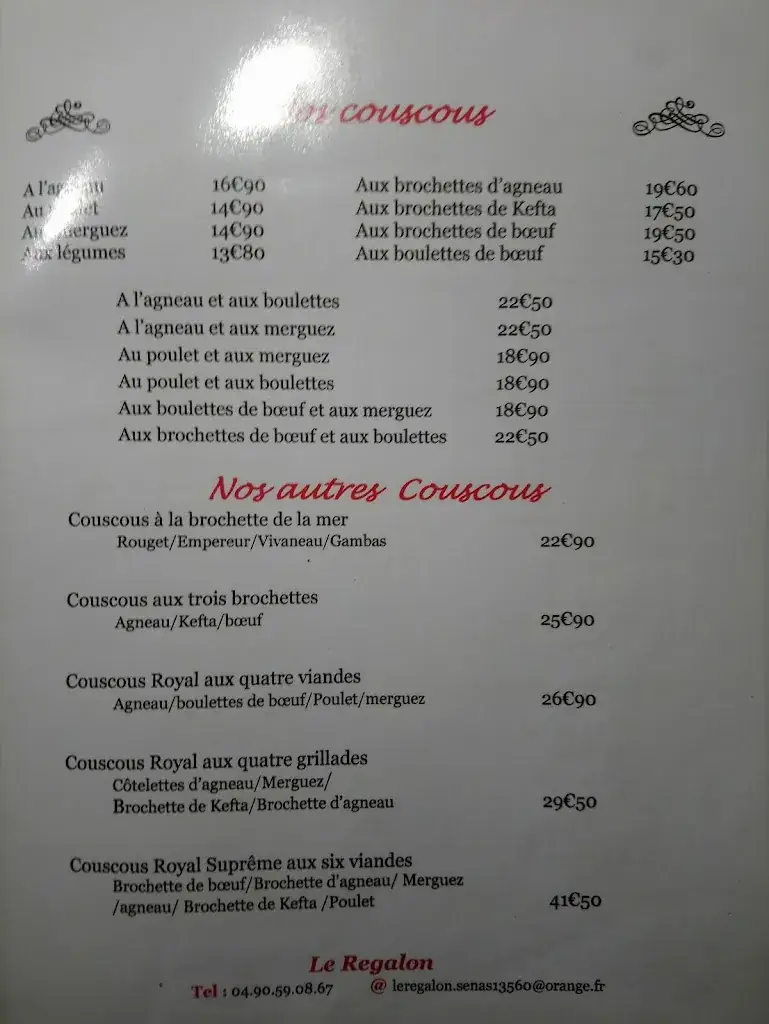 couscous
A l'agneau 16€90 Aux brochettes d'agneau 19€60
Au 14€90 Aux brochettes de Kefta 17€50
merguez 14€90 Aux brochettes de bœuf 19€50
Aux légumes 13€80 Aux boulettes de bœuf 15€30
A l'agneau et aux boulettes 22€50
A l'agneau et aux merguez 22€50
Au poulet et aux merguez 18€90
Au poulet et aux boulettes 18€90
Aux boulettes de bœuf et aux merguez 18€90
Aux brochettes de bœuf et aux boulettes 22€50
Nos autres Couscous
Couscous à la brochette de la mer
Rouget/Empereur/Vivaneau/Gambas 22€90
Couscous aux trois brochettes
Agneau/Kefta/bœuf 25€90
Couscous Royal aux quatre viandes
Agneau/boulettes de bœuf/Poulet/merguez 26€90
Couscous Royal aux quatre grillades
Côtelettes d'agneau/Merguez/
Brochette de Kefta/Brochette d'agneau 29€50
Couscous Royal Suprême aux six viandes
Brochette de bœuf/Brochette d'agneau/ Merguez
/agneau/ Brochette de Kefta /Poulet 41€50
Le Regalon
Tel : 04.90.59.08.67 @ leregalon.senas13560@orange.fr